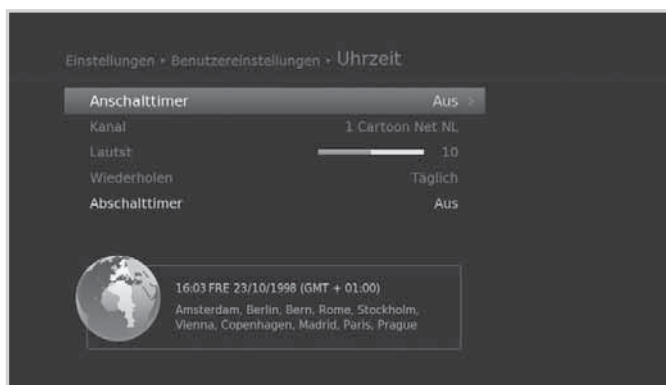 Einstellungen • Benutzereinstellungen • Uhrzeit
Anschalttimer Aus >
Kanal 1 Cartoon Net NL
Lautst 10
Wiederholen Täglich
Abschalttimer Aus
16:03 FRE 23/10/1998 (GMT + 01:00)
Amsterdam, Berlin, Bern, Rome, Stockholm,
Vienna, Copenhagen, Madrid, Paris, Prague